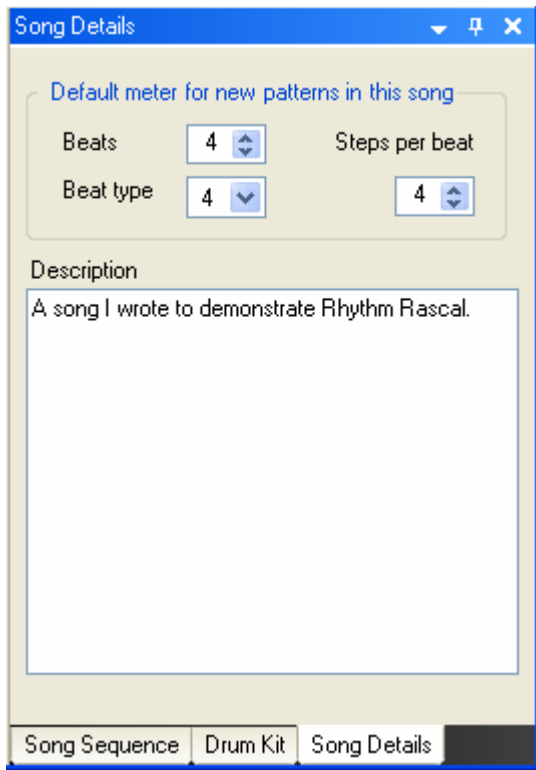 Song Details
Default meter for new patterns in this song
Beats 4 Steps per beat
Beat type 4 4
Description
A song I wrote to demonstrate Rhythm Rascal.
Song Sequence Drum Kit Song Details